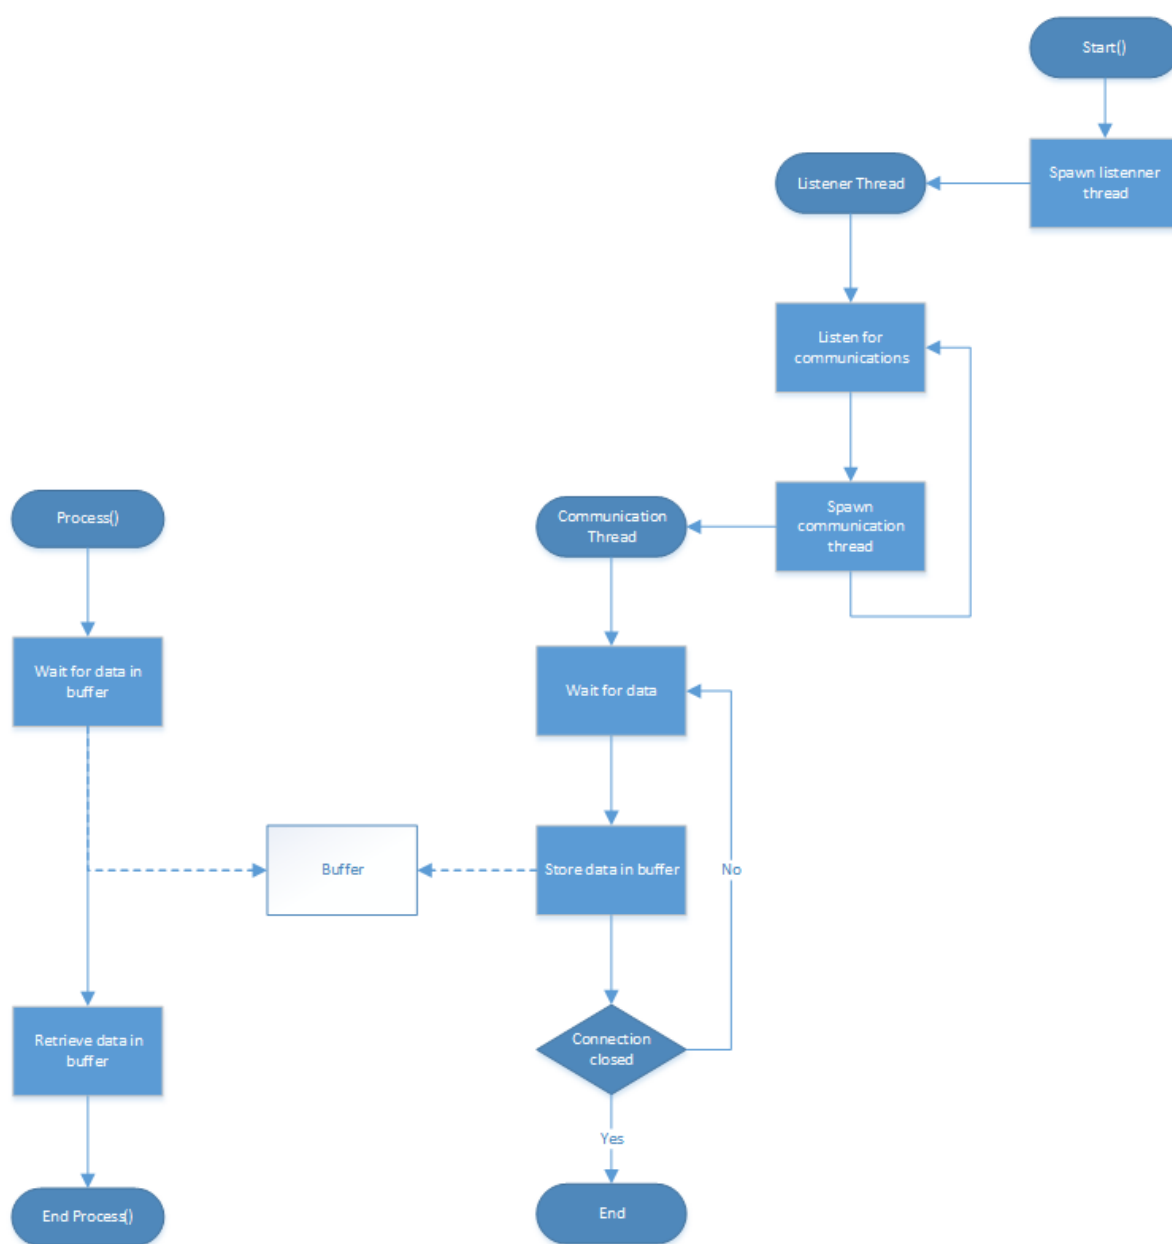 Start()
Spawn listenner
thread
Listener Thread
Listen for
communications
Spawn
communication
thread
Communication
Thread
Process()
Wait for data in
buffer
Wait for data
Buffer
Store data in buffer
No
Retrieve data in
buffer
Connection
closed
Yes
End Process()
End